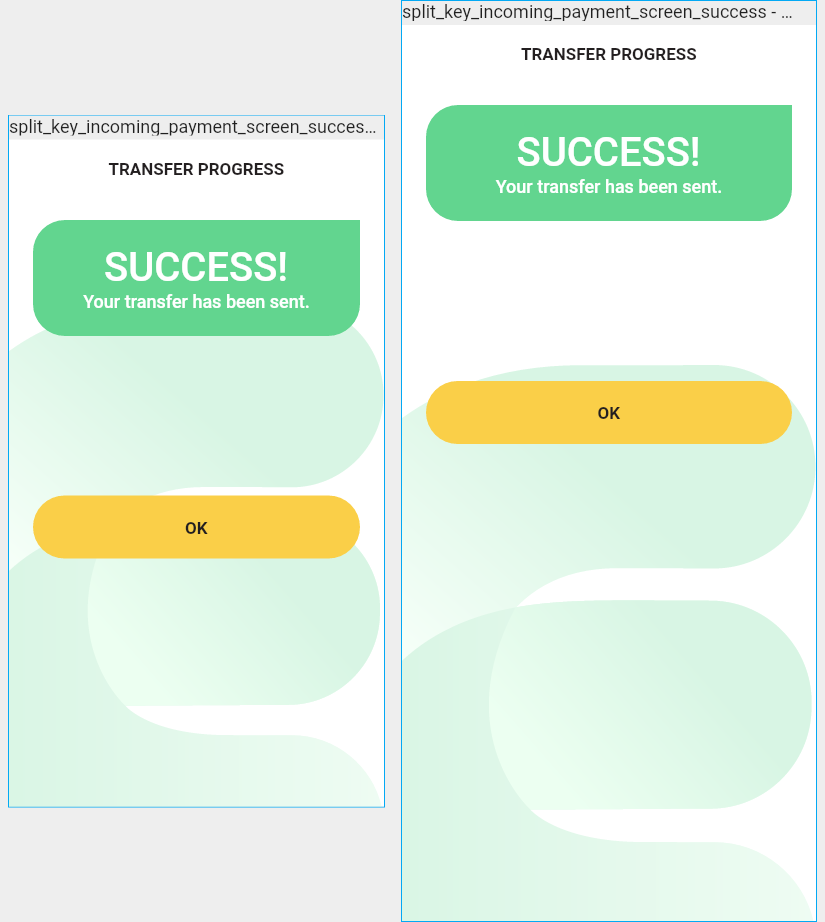 split_key_incoming_payment_screen_succes...
TRANSFER PROGRESS
SUCCESS!
Your transfer has been sent.
OK
split_key_incoming_payment_screen_success - ...
TRANSFER PROGRESS
SUCCESS!
Your transfer has been sent.
OK